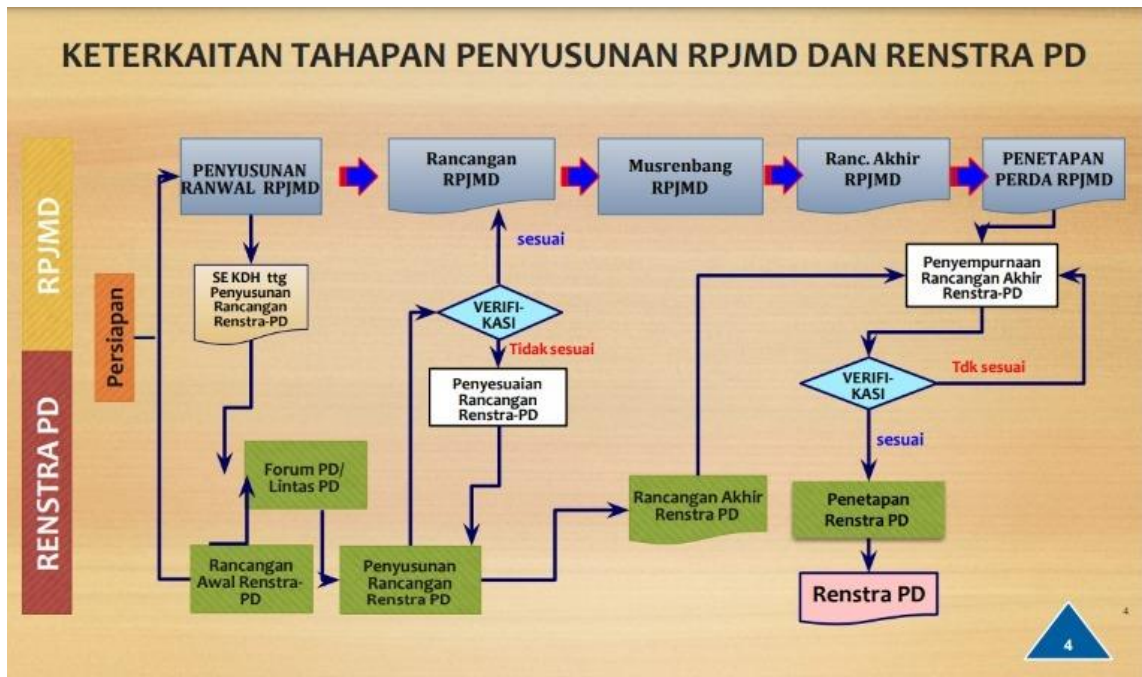 KETERKAITAN TAHAPAN PENYUSUNAN RPJMD DAN RENSTRA PD
RPJMD
RENSTRA PD
Persiapan
PENYUSUNAN
RANWAL RPJMD
Rancangan
RPJMD
Musrenbang
RPJMD
Ranc. Akhir
RPJMD
PENETAPAN
PERDA RPJMD
SE KDH ttg
Penyusunan
Rancangan
Renstra-PD
sesuai
VERIFI-
KASI
Tidak sesuai
Penyesuaian
Rancangan
Renstra-PD
Penyempurnaan
Rancangan Akhir
Renstra-PD
VERIFI-
KASI
Tdk sesuai
sesuai
Forum PD/
Lintas PD
Rancangan
Awal Renstra-
PD
Penyusunan
Rancangan
Renstra PD
Rancangan Akhir
Renstra PD
Penetapan
Renstra PD
Renstra PD
4
4